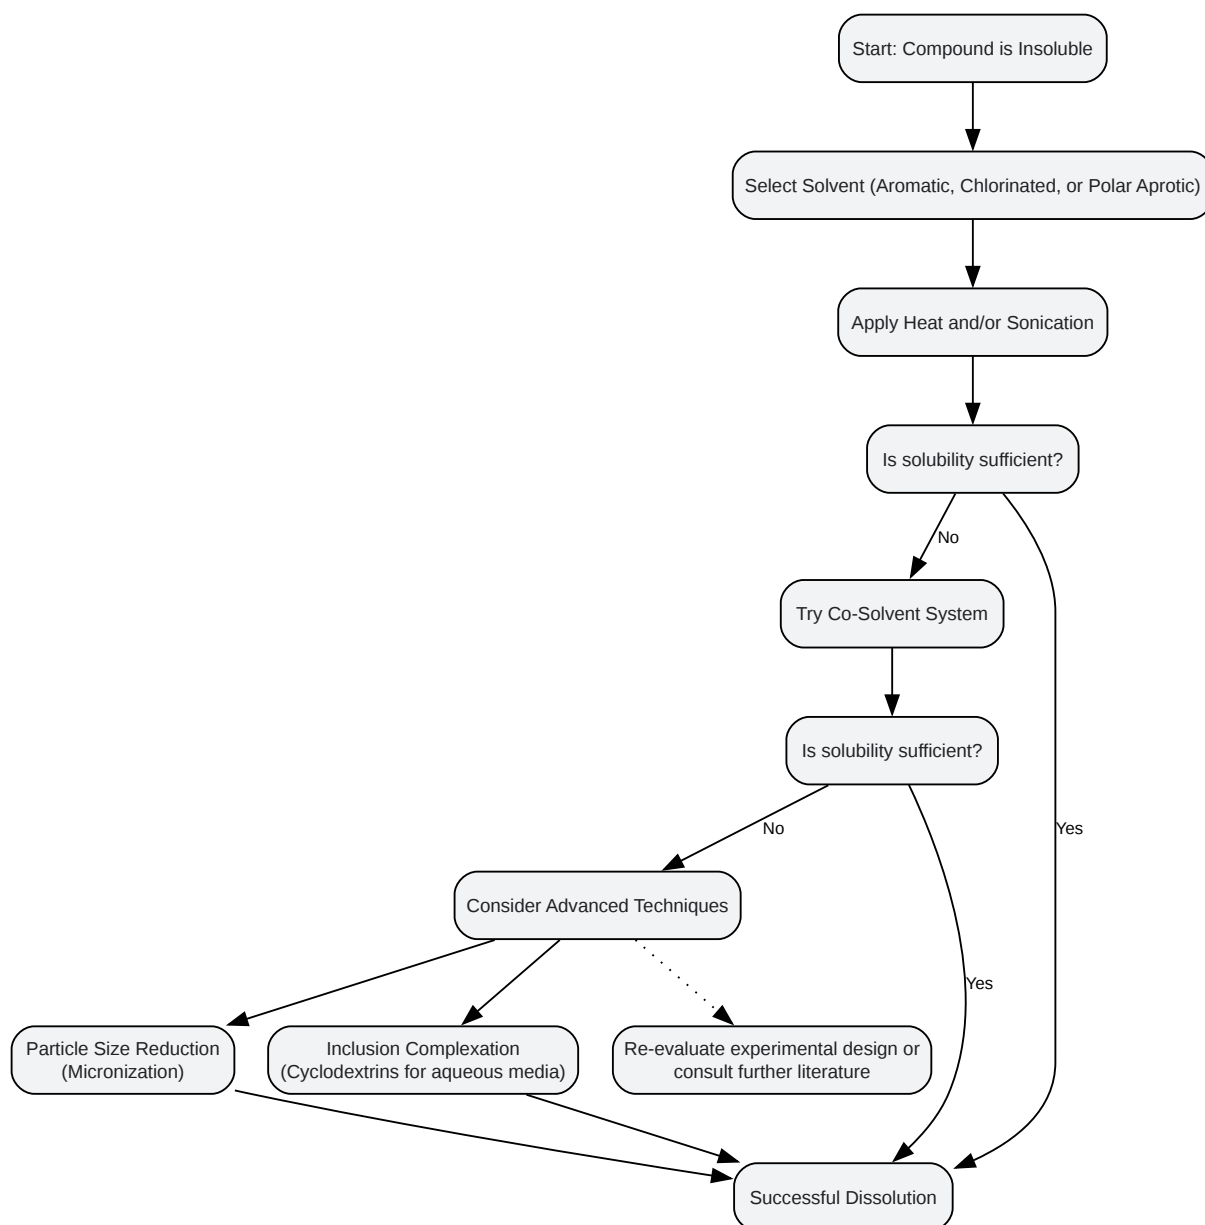 Start: Compound is Insoluble
Select Solvent (Aromatic, Chlorinated, or Polar Aprotic)
Apply Heat and/or Sonication
Is solubility sufficient?
No
Try Co-Solvent System
Is solubility sufficient?
No
Yes
Consider Advanced Techniques
Yes
Particle Size Reduction
(Micronization)
Inclusion Complexation
(Cyclodextrins for aqueous media)
Re-evaluate experimental design or
consult further literature
Successful Dissolution